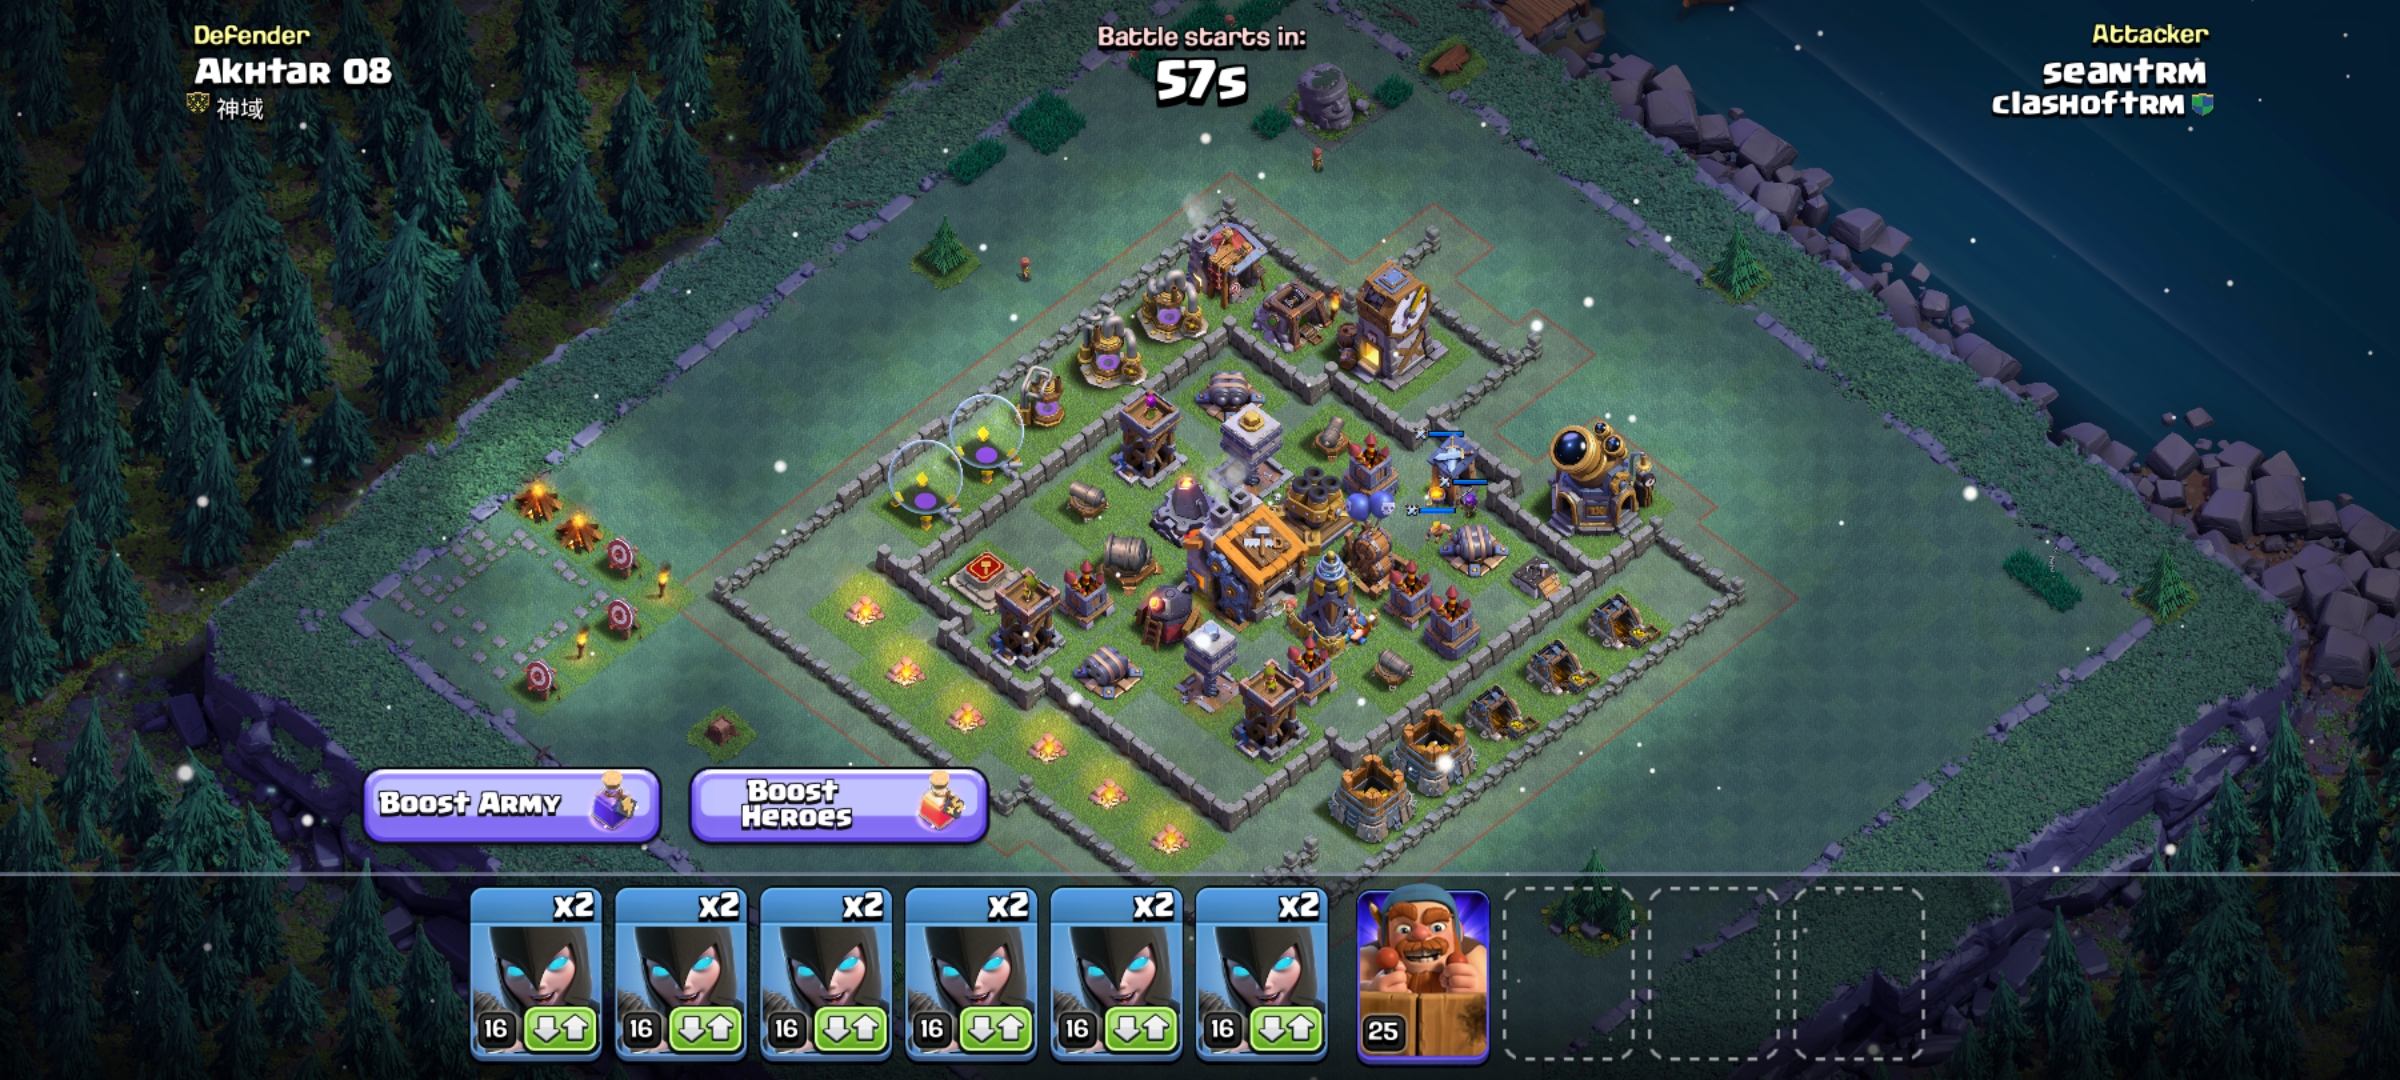 Defender
Akhtar 08
神域
Battle starts in:
57s
Attacker
seantrm
clashoftrm
Boost Army
Boost
Heroes
x2
x2
x2
x2
x2
x2
16
16
16
16
16
16
25